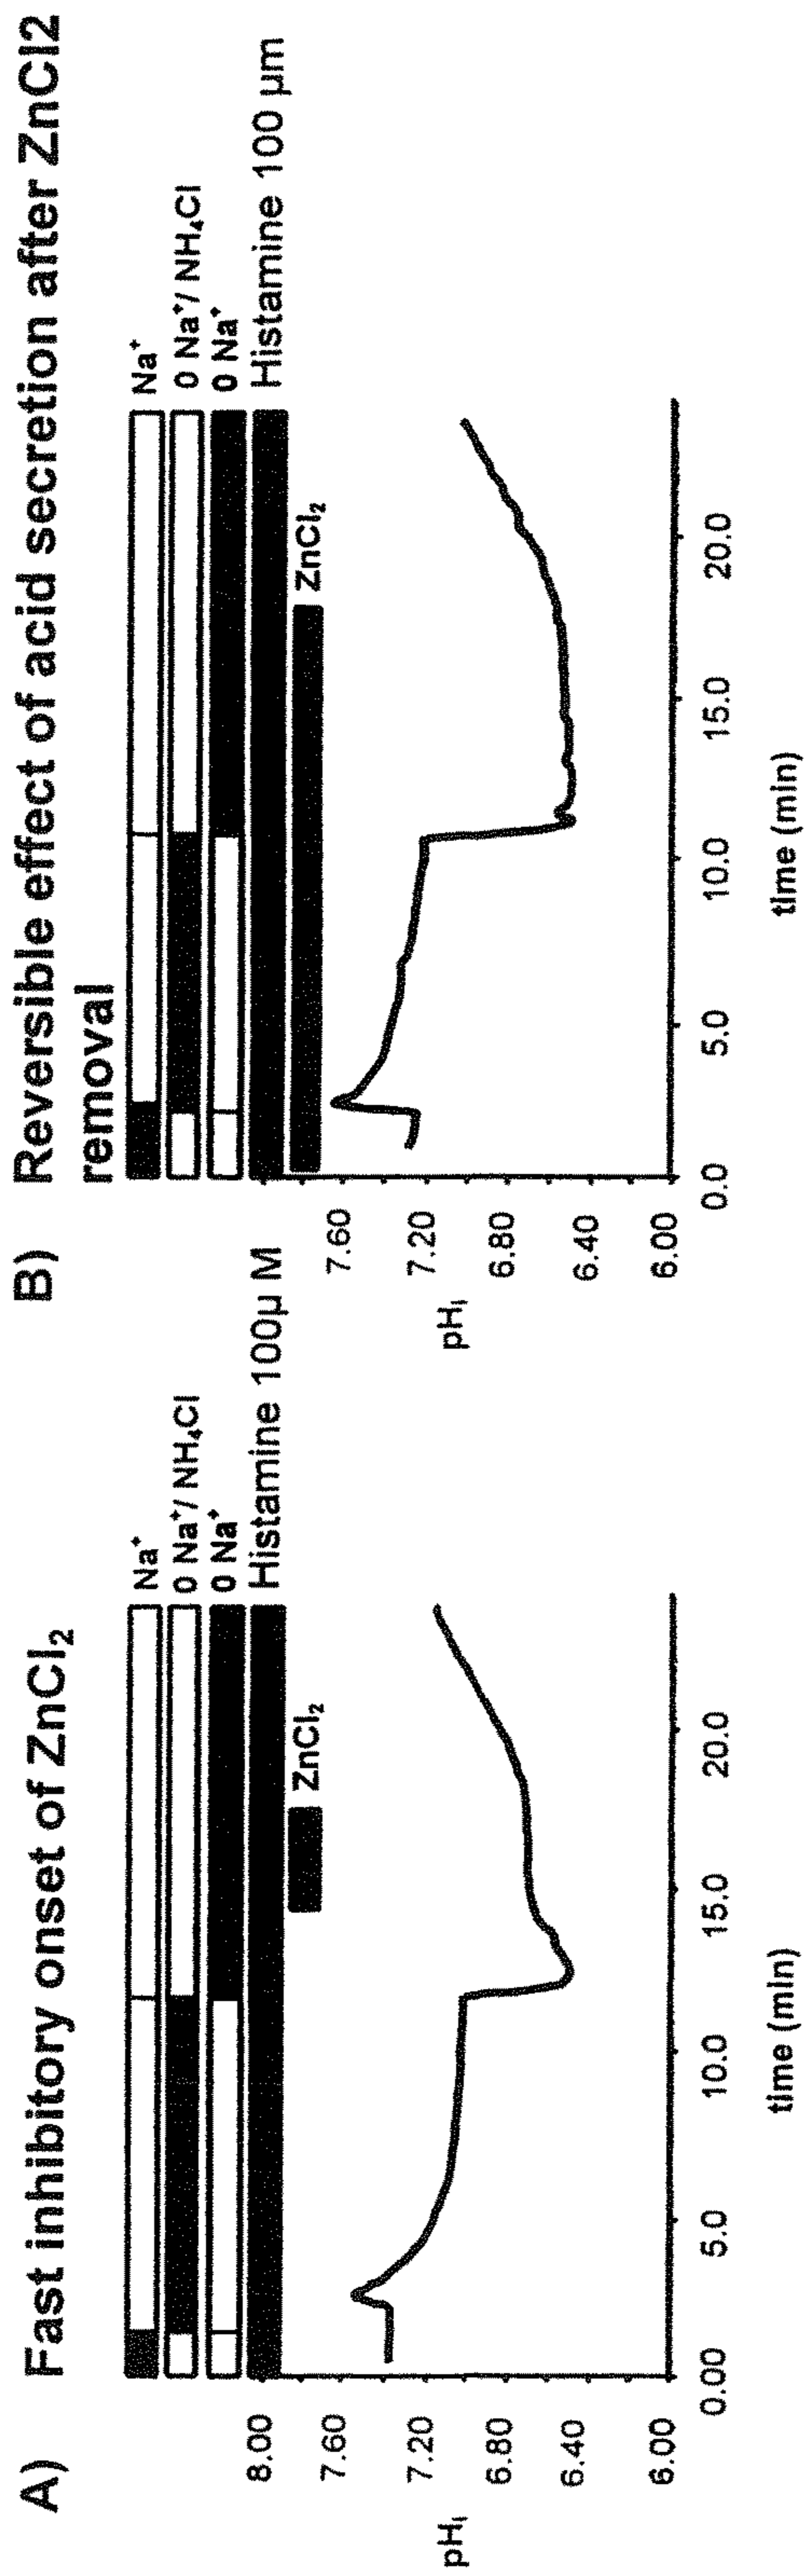 A) Fast inhibitory onset of ZnCl₂
Na⁺
0 Na⁺/ NH₄Cl
0 Na⁺
Histamine 100µ M
ZnCl₂
8.00
7.60
7.20
6.80
6.40
6.00
pHᵢ
0.00
5.0
10.0
15.0
20.0
time (min)
B) Reversible effect of acid secretion after ZnCl2
removal
Na⁺
0 Na⁺/ NH₄Cl
0 Na⁺
Histamine 100 µm
ZnCl₂
7.60
7.20
6.80
6.40
6.00
pHᵢ
0.0
5.0
10.0
15.0
20.0
time (min)